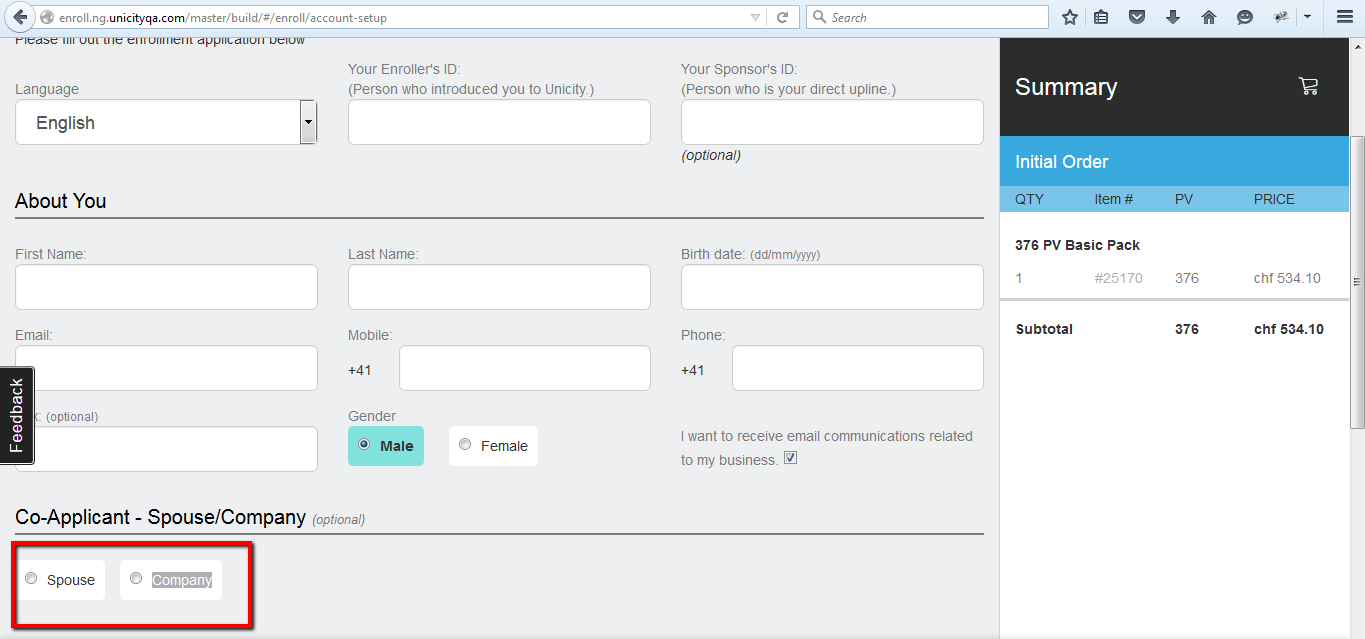 enroll.ng.unicityqa.com/master/build/#/enroll/account-setup
Search
Please fill out the enrollment application below
Language
English
Your Enroller's ID:
(Person who introduced you to Unicity.)
Your Sponsor's ID:
(Person who is your direct upline.)
(optional)
About You
First Name:
Last Name:
Birth date: (dd/mm/yyyy)
Email:
Mobile:
+41
Phone:
+41
(optional)
Gender
Male
Female
I want to receive email communications related
to my business.
Co-Applicant - Spouse/Company (optional)
Spouse
Company
Feedback
Summary
Initial Order
QTY Item # PV PRICE
376 PV Basic Pack
1 #25170 376 chf 534.10
Subtotal 376 chf 534.10